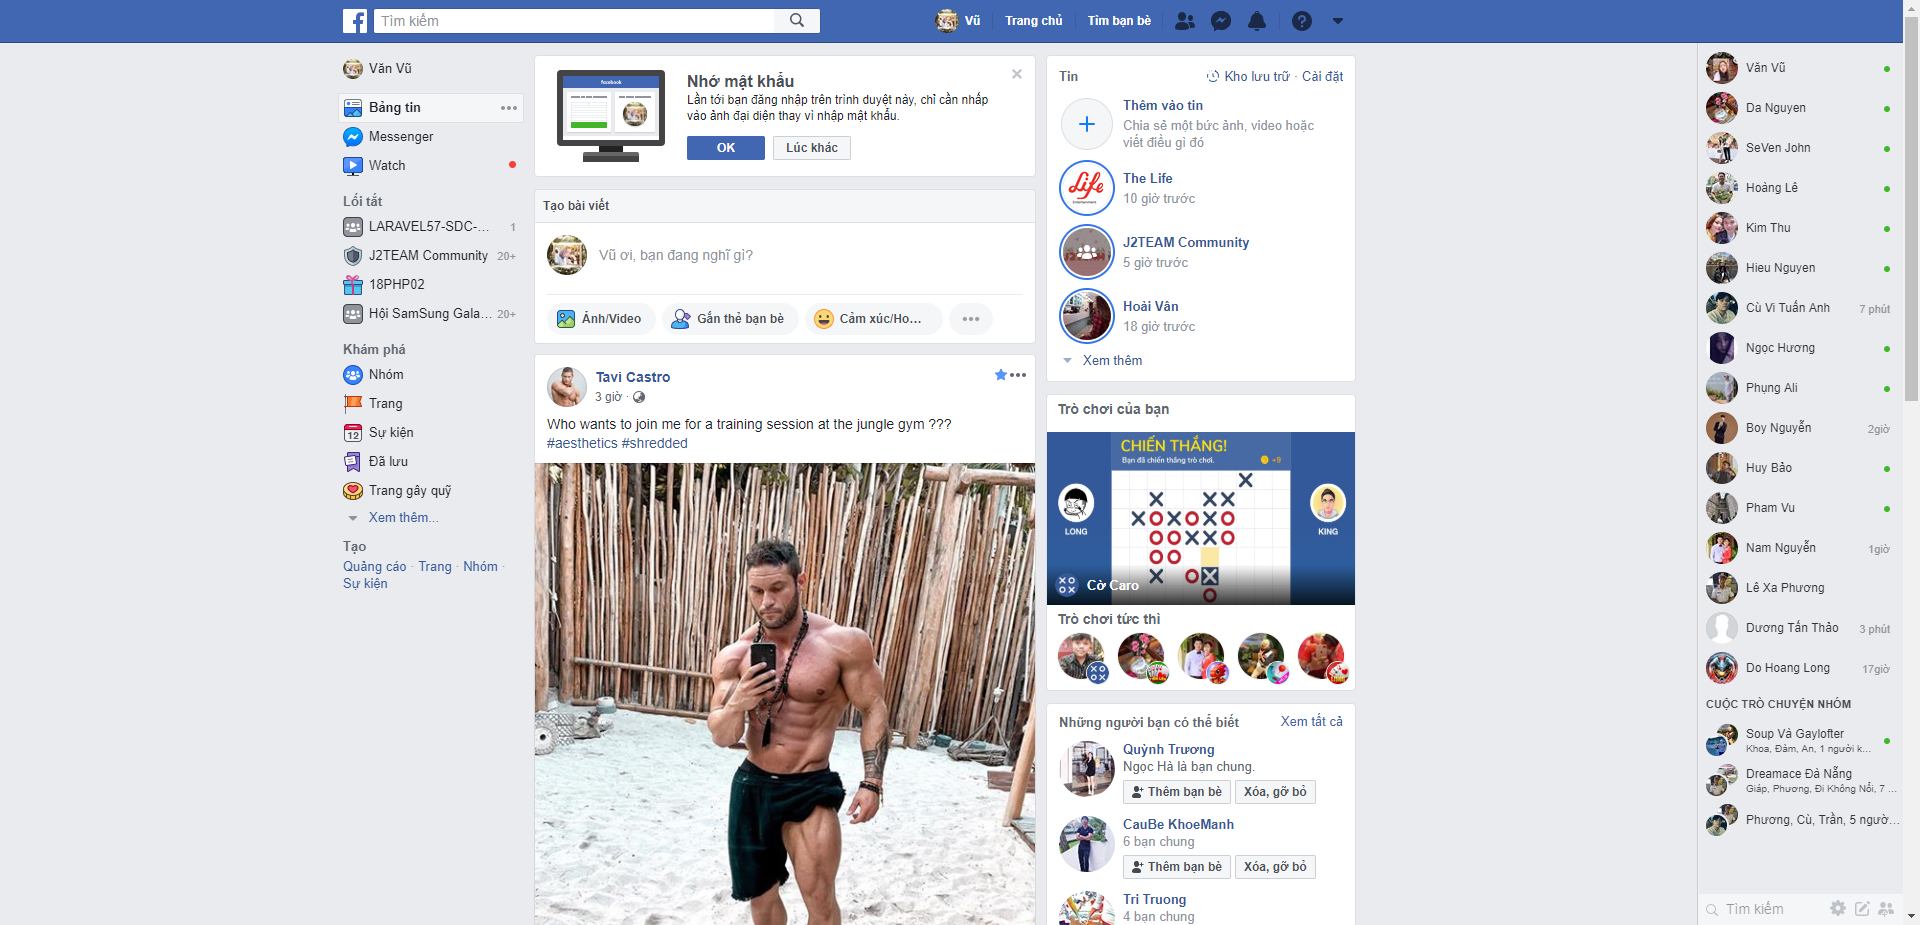 Tìm kiếm
Vũ
Trang chủ
Tìm bạn bè
Văn Vũ
Bảng tin
Messenger
Watch
Lối tắt
LARAVEL57-SDC-... 1
J2TEAM Community 20+
18PHP02
Hội SamSung Gala... 20+
Khám phá
Nhóm
Trang
Sự kiện
Đã lưu
Trang gây quỹ
Xem thêm...
Tạo
Quảng cáo · Trang · Nhóm ·
Sự kiện
facebook
Nhớ mật khẩu
Lần tới bạn đăng nhập trên trình duyệt này, chỉ cần nhấp
vào ảnh đại diện thay vì nhập mật khẩu.
OK
Lúc khác
Tạo bài viết
Vũ ơi, bạn đang nghĩ gì?
Ảnh/Video
Gắn thẻ bạn bè
Cảm xúc/Ho...
Tavi Castro
3 giờ ·
Who wants to join me for a training session at the jungle gym ???
#aesthetics #shredded
Tin
Kho lưu trữ · Cài đặt
Thêm vào tin
Chia sẻ một bức ảnh, video hoặc
viết điều gì đó
Life
The Life
10 giờ trước
J2TEAM Community
5 giờ trước
Hoài Vân
18 giờ trước
Xem thêm
Trò chơi của bạn
CHIẾN THẮNG!
Bạn đã chiến thắng trò chơi.
+9
LONG
KING
Cờ Caro
Trò chơi tức thì
Những người bạn có thể biết
Xem tất cả
Quỳnh Trương
Ngọc Hà là bạn chung.
Thêm bạn bè
Xóa, gỡ bỏ
CauBe KhoeManh
6 bạn chung
Thêm bạn bè
Xóa, gỡ bỏ
Tri Truong
4 bạn chung
Văn Vũ
Da Nguyen
SeVen John
Hoàng Lê
Kim Thu
Hieu Nguyen
Cù Vi Tuấn Anh 7 phút
Ngọc Hương
Phụng Ali
Boy Nguyễn 2giờ
Huy Bảo
Pham Vu
Nam Nguyễn 1giờ
Lê Xa Phương
Dương Tấn Thảo 3 phút
Do Hoang Long 17giờ
CUỘC TRÒ CHUYỆN NHÓM
Soup Và Gaylofter
Khoa, Đảm, An, 1 người k...
Dreamace Đà Nẵng
Giáp, Phương, Đi Không Nổi, 7 ...
Phương, Cù, Trần, 5 ngườ...
Tìm kiếm